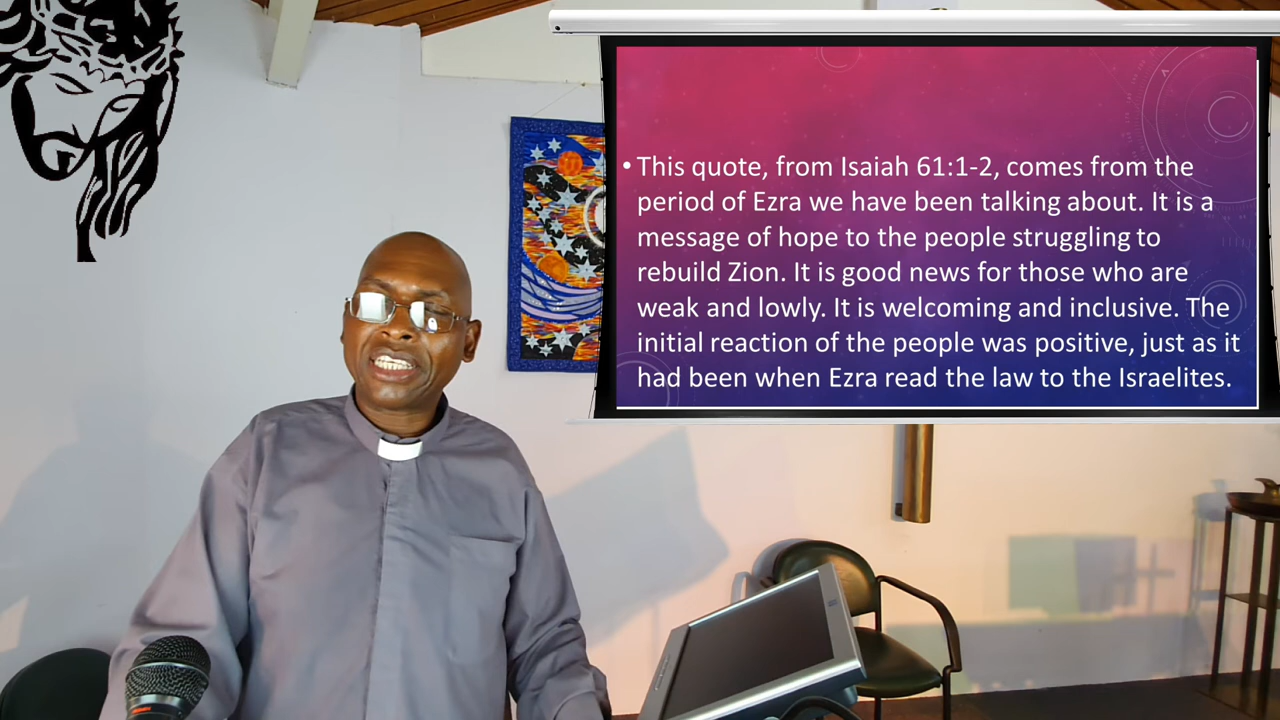 • This quote, from Isaiah 61:1-2, comes from the
period of Ezra we have been talking about. It is a
message of hope to the people struggling to
rebuild Zion. It is good news for those who are
weak and lowly. It is welcoming and inclusive. The
initial reaction of the people was positive, just as it
had been when Ezra read the law to the Israelites.